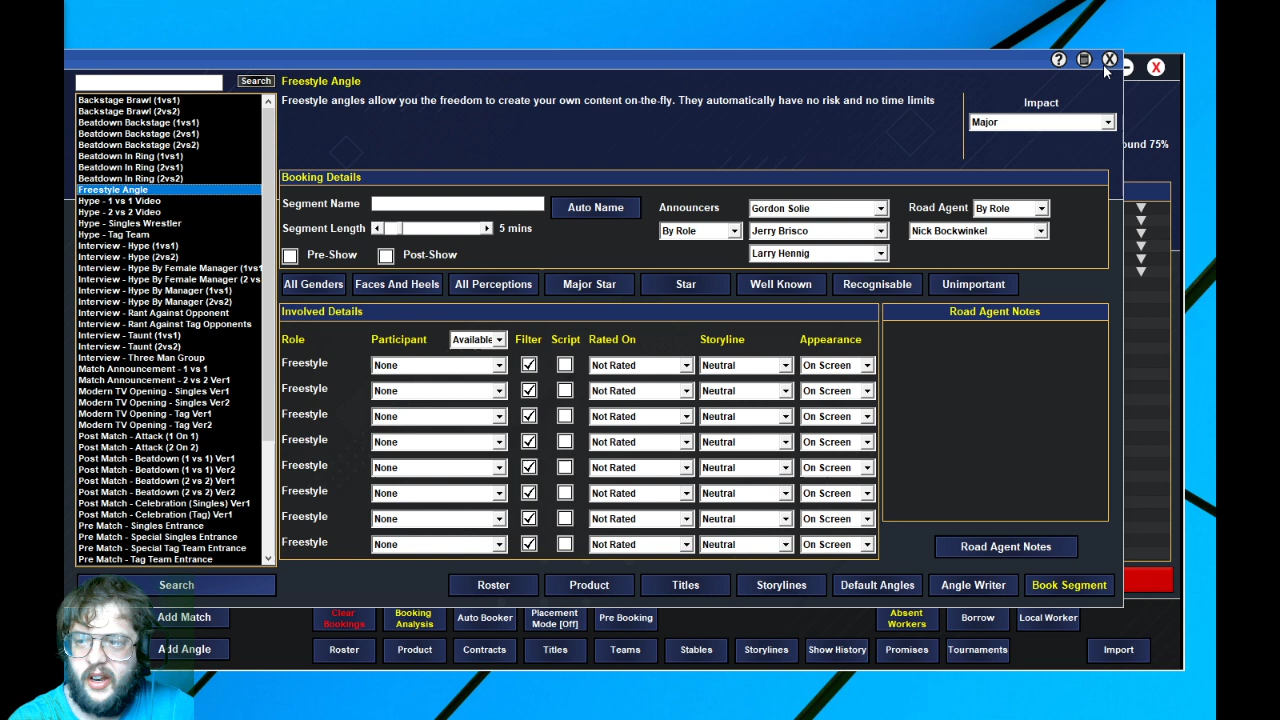 Search
Freestyle Angle
Freestyle angles allow you the freedom to create your own content on-the-fly. They automatically have no risk and no time limits
Impact
Major
ound 75%
Backstage Brawl (1vs1)
Backstage Brawl (2vs2)
Beatdown Backstage (1vs1)
Beatdown Backstage (2vs1)
Beatdown Backstage (2vs2)
Beatdown In Ring (1vs1)
Beatdown In Ring (2vs1)
Beatdown In Ring (2vs2)
Freestyle Angle
Hype - 1 vs 1 Video
Hype - 2 vs 2 Video
Hype - Singles Wrestler
Hype - Tag Team
Interview - Hype (1vs1)
Interview - Hype (2vs2)
Interview - Hype By Female Manager (1vs1
Interview - Hype By Female Manager (2 vs
Interview - Hype By Manager (1vs1)
Interview - Hype By Manager (2vs2)
Interview - Rant Against Opponent
Interview - Rant Against Tag Opponents
Interview - Taunt (1vs1)
Interview - Taunt (2vs2)
Interview - Three Man Group
Match Announcement - 1 vs 1
Match Announcement - 2 vs 2 Ver1
Modern TV Opening - Singles Ver1
Modern TV Opening - Singles Ver2
Modern TV Opening - Tag Ver1
Modern TV Opening - Tag Ver2
Post Match - Attack (1 On 1)
Post Match - Attack (2 On 2)
Post Match - Beatdown (1 vs 1) Ver1
Post Match - Beatdown (1 vs 1) Ver2
Post Match - Beatdown (2 vs 2) Ver1
Post Match - Beatdown (2 vs 2) Ver2
Post Match - Celebration (Singles) Ver1
Post Match - Celebration (Tag) Ver1
Pre Match - Singles Entrance
Pre Match - Special Singles Entrance
Pre Match - Special Tag Team Entrance
Pre Match - Tag Team Entrance
Search
Booking Details
Segment Name
Auto Name
Announcers
Gordon Solie
Road Agent
By Role
Segment Length
5 mins
By Role
Jerry Brisco
Nick Bockwinkel
Pre-Show
Post-Show
Larry Hennig
All Genders
Faces And Heels
All Perceptions
Major Star
Star
Well Known
Recognisable
Unimportant
Involved Details
Road Agent Notes
Role
Participant
Available
Filter
Script
Rated On
Storyline
Appearance
Freestyle None Not Rated Neutral On Screen
Freestyle None Not Rated Neutral On Screen
Freestyle None Not Rated Neutral On Screen
Freestyle None Not Rated Neutral On Screen
Freestyle None Not Rated Neutral On Screen
Freestyle None Not Rated Neutral On Screen
Freestyle None Not Rated Neutral On Screen
Freestyle None Not Rated Neutral On Screen
Road Agent Notes
Roster
Product
Titles
Storylines
Default Angles
Angle Writer
Book Segment
Add Match
Clear Bookings
Booking Analysis
Auto Booker
Placement Mode [Off]
Pre Booking
Absent Workers
Borrow
Local Worker
Add Angle
Roster
Product
Contracts
Titles
Teams
Stables
Storylines
Show History
Promises
Tournaments
Import